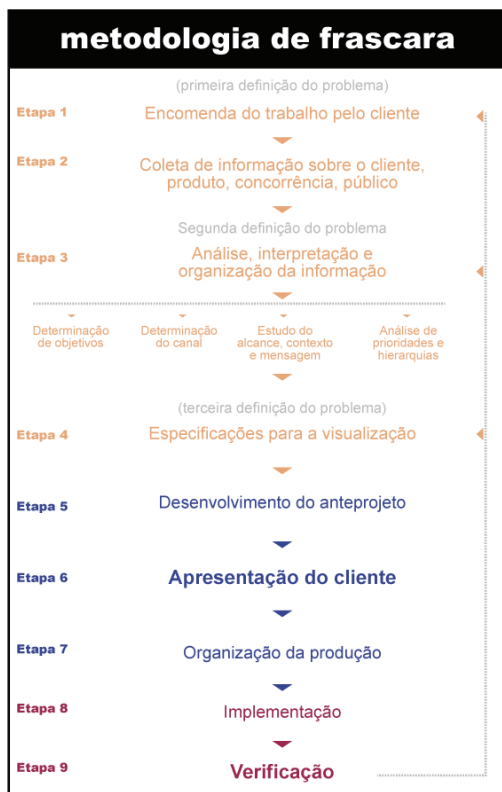 metodologia de frascara
(primeira definição do problema)
Etapa 1
Encomenda do trabalho pelo cliente
Etapa 2
Coleta de informação sobre o cliente,
produto, concorrência, público
Segunda definição do problema
Etapa 3
Análise, interpretação e
organização da informação
Determinação
de objetivos
Determinação
do canal
Estudo do
alcance, contexto
e mensagem
Análise de
prioridades e
hierarquias
(terceira definição do problema)
Etapa 4
Especificações para a visualização
Etapa 5
Desenvolvimento do anteprojeto
Etapa 6
Apresentação do cliente
Etapa 7
Organização da produção
Etapa 8
Implementação
Etapa 9
Verificação